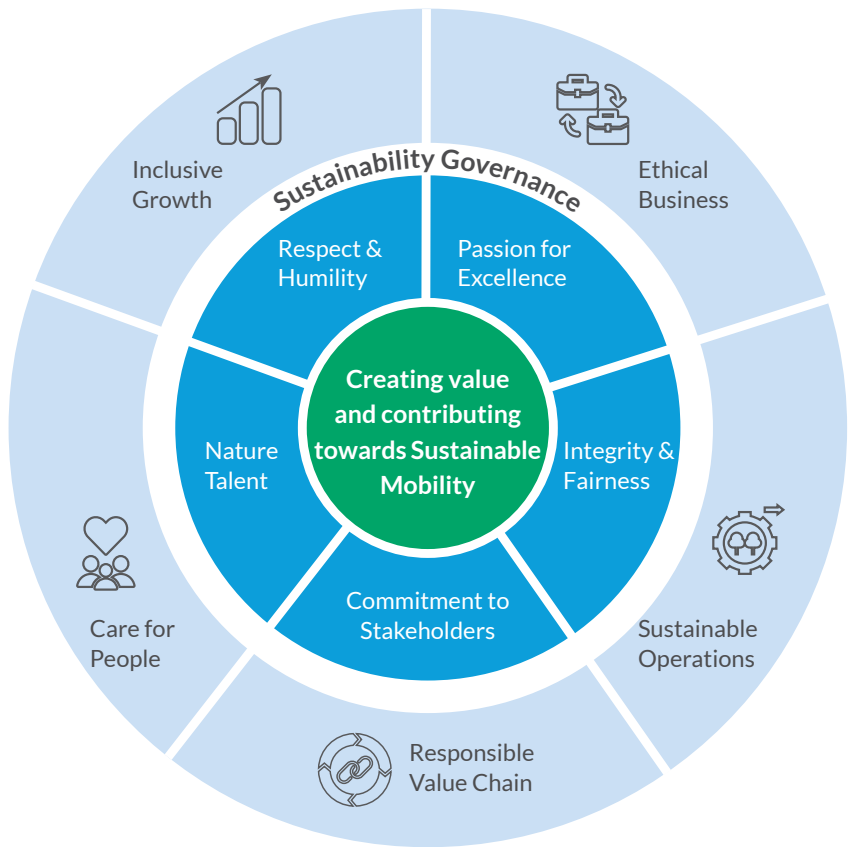 Inclusive
Growth
Ethical
Business
Sustainability Governance
Respect &
Humility
Passion for
Excellence
Creating value
and contributing
towards Sustainable
Mobility
Nature
Talent
Integrity &
Fairness
Commitment to
Stakeholders
Care for
People
Sustainable
Operations
Responsible
Value Chain